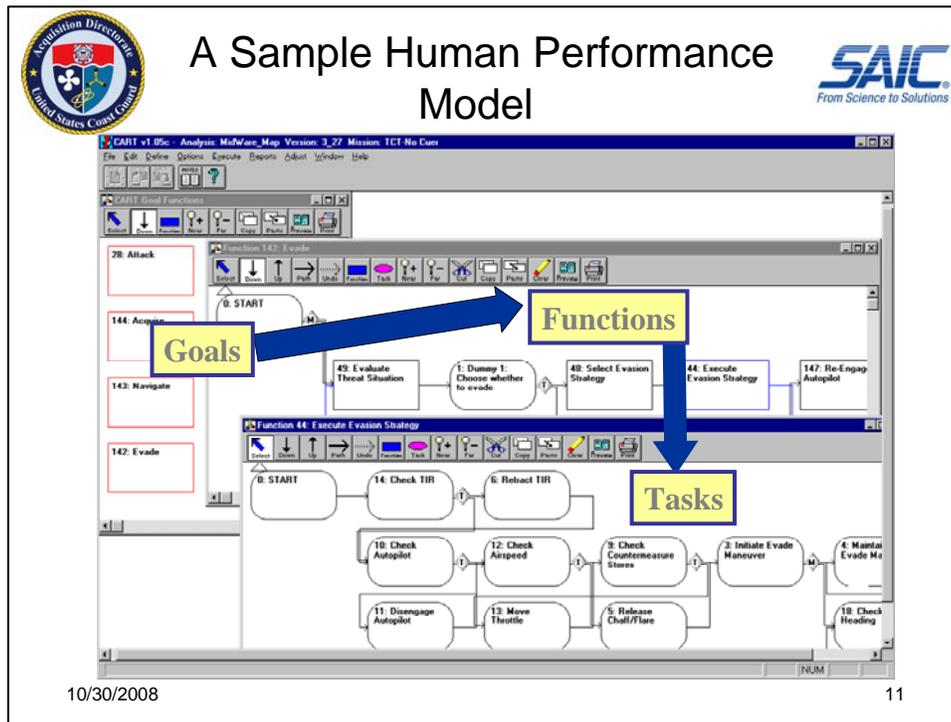 Acquisition Directorate
United States Coast Guard
A Sample Human Performance
Model
SAIC
From Science to Solutions
CART v1.05c - Analysis: MidWare_Map Version: 3_27 Mission: TCT-No Cuer
File Edit Define Options Execute Reports Adjust Window Help
CART Goal Functions
Select Down Function Near Far Copy Paste Preview Print
28: Attack
144: Acquire
143: Navigate
142: Evade
Function 142: Evade
Select Down Up Path Undo Function Task Near Far Cut Copy Paste Clear Preview Print
0: START
M
Goals
Functions
49: Evaluate
Threat Situation
1: Dummy 1:
Choose whether
to evade
T
48: Select Evasion
Strategy
44: Execute
Evasion Strategy
147: Re-Engag
Autopilot
Function 44: Execute Evasion Strategy
Select Down Up Path Undo Function Task Near Far Cut Copy Paste Clear Preview Print
Tasks
0: START
14: Check TIR
T
6: Retract TIR
10: Check
Autopilot
T
12: Check
Airspeed
T
9: Check
Countermeasure
Stores
T
3: Initiate Evade
Maneuver
M
4: Maintai
Evade Ma
11: Disengage
Autopilot
13: Move
Throttle
5: Release
Chaff/Flare
18: Check
Heading
NUM
10/30/2008
11